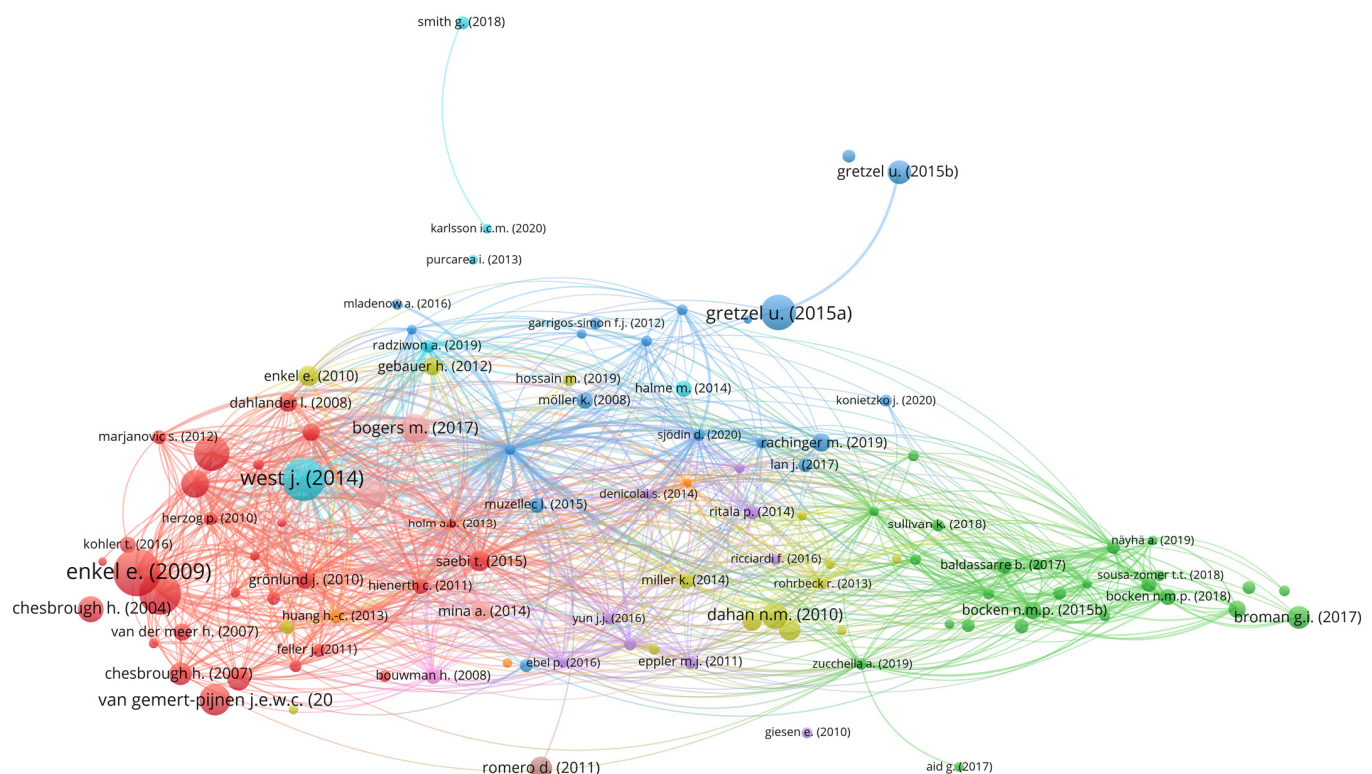 smith g. (2018)
gretzel u. (2015b)
karlsson i.c.m. (2020)
purcarea i. (2013)
mladenow a. (2016)
gretzel u. (2015a)
garrigos-simon f.j. (2012)
radziwon a. (2019)
gebauer h. (2012)
enkel e. (2010)
hossain m. (2019)
halme m. (2014)
dahlander l. (2008)
möller k. (2008)
konietzko j. (2020)
bogers m. (2017)
marjanovic s. (2012)
sjödin d. (2020)
rachinger m. (2019)
lan j. (2017)
west j. (2014)
denicolai s. (2014)
muzellec l. (2015)
ritala p. (2014)
herzog p. (2010)
holm a.b. (2013)
sullivan k. (2018)
kohler t. (2016)
näyhä a. (2019)
saebi t. (2015)
ricciardi f. (2016)
baldassarre b. (2017)
enkel e. (2009)
sousa-zomer t.t. (2018)
grönlund j. (2010)
hienerth c. (2011)
miller k. (2014)
rohrbeck r. (2013)
bocken n.m.p. (2018)
chesbrough h. (2004)
mina a. (2014)
bocken n.m.p. (2015b)
huang h.-c. (2013)
dahan n.m. (2010)
broman g.i. (2017)
yun j.j. (2016)
van der meer h. (2007)
feller j. (2011)
ebel p. (2016)
eppler m.j. (2011)
zucchella a. (2019)
chesbrough h. (2007)
bouwman h. (2008)
van gemert-pijnen j.e.w.c. (20
giesen e. (2010)
romero d. (2011)
aid g. (2017)